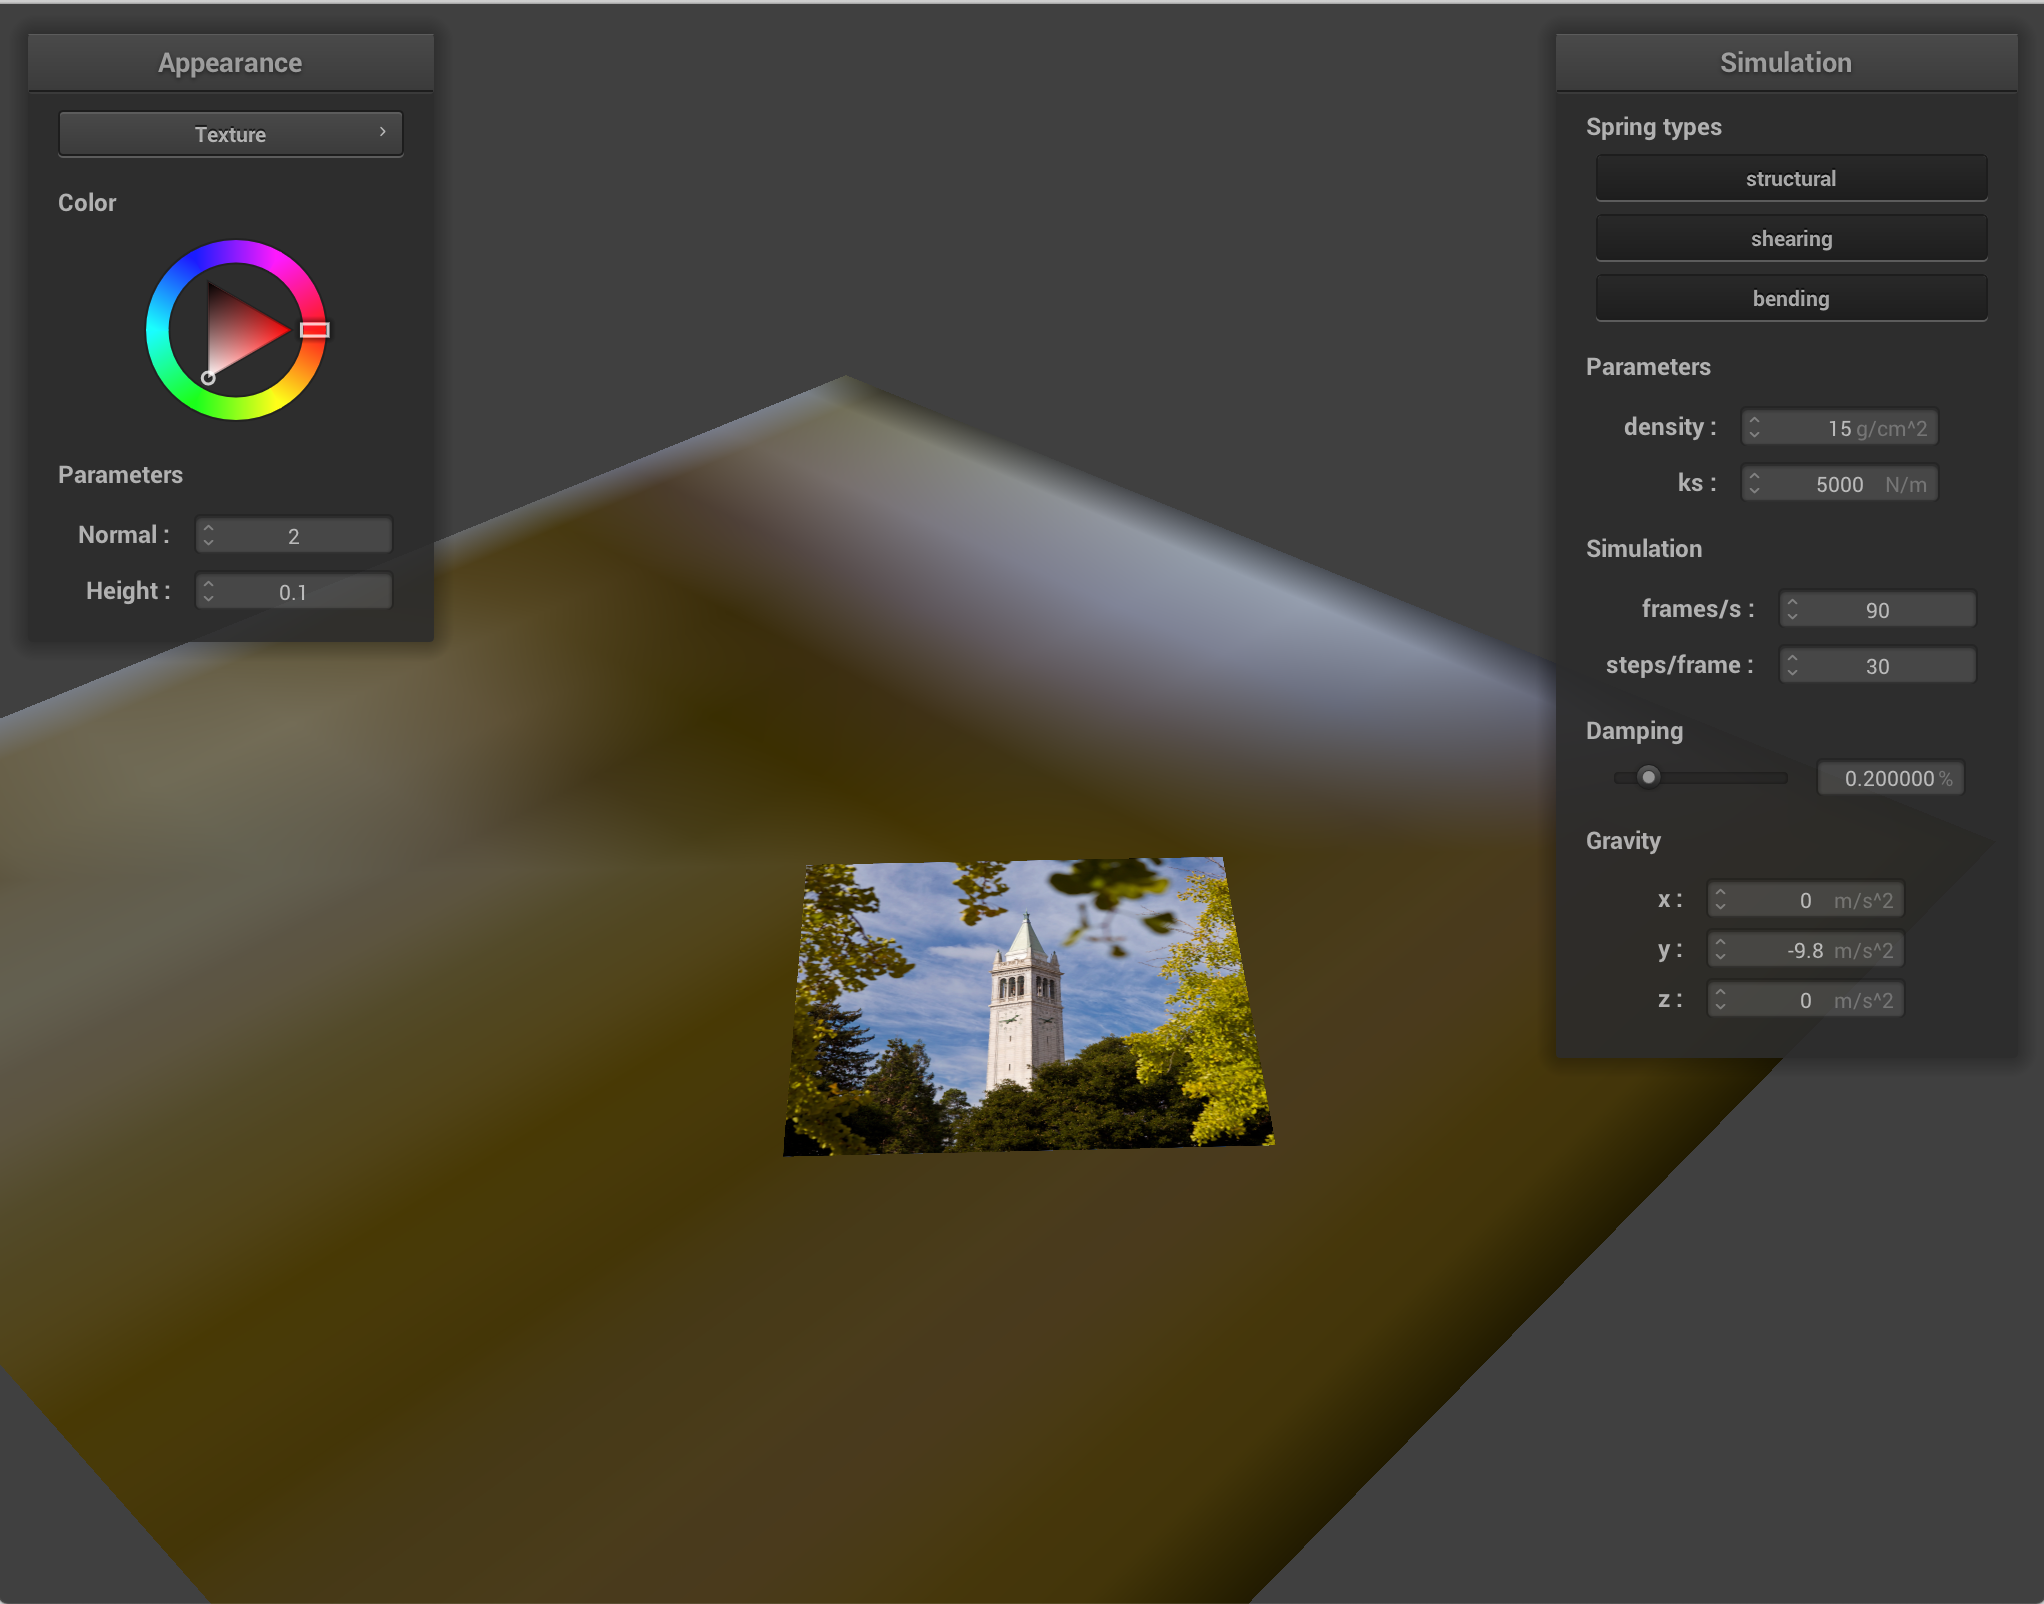 Appearance
Texture
Color
Parameters
Normal : 2
Height : 0.1
Simulation
Spring types
structural
shearing
bending
Parameters
density : 15 g/cm^2
ks : 5000 N/m
Simulation
frames/s : 90
steps/frame : 30
Damping
0.200000 %
Gravity
x : 0 m/s^2
y : -9.8 m/s^2
z : 0 m/s^2